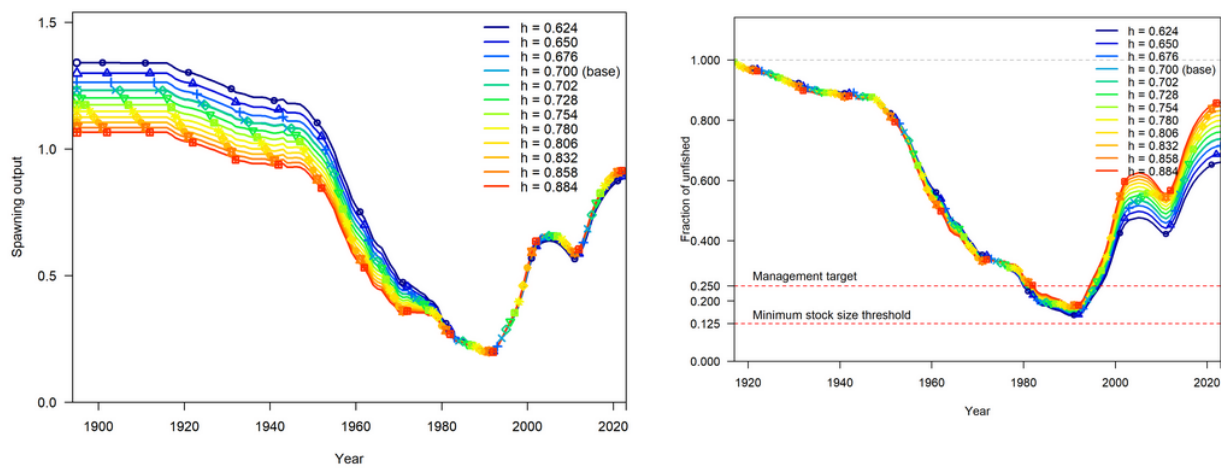 Spawning output
1.5
1.0
0.5
0.0
h = 0.624
h = 0.650
h = 0.676
h = 0.700 (base)
h = 0.702
h = 0.728
h = 0.754
h = 0.780
h = 0.806
h = 0.832
h = 0.858
h = 0.884
1900 1920 1940 1960 1980 2000 2020
Year
Fraction of unfished
1.000
0.800
0.600
0.400
0.250
0.200
0.125
0.000
h = 0.624
h = 0.650
h = 0.676
h = 0.700 (base)
h = 0.702
h = 0.728
h = 0.754
h = 0.780
h = 0.806
h = 0.832
h = 0.858
h = 0.884
Management target
Minimum stock size threshold
1920 1940 1960 1980 2000 2020
Year